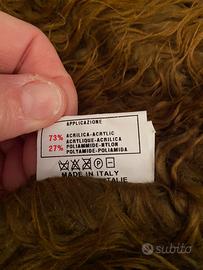 APPLICAZIONE
73% ACRILICA-ACRYLIC
ACRYLIQUE-ACRILICA
27% POLIAMMIDE-NYLON
POLYAMIDE-POLIAMIDA
MADE IN ITALY
subito